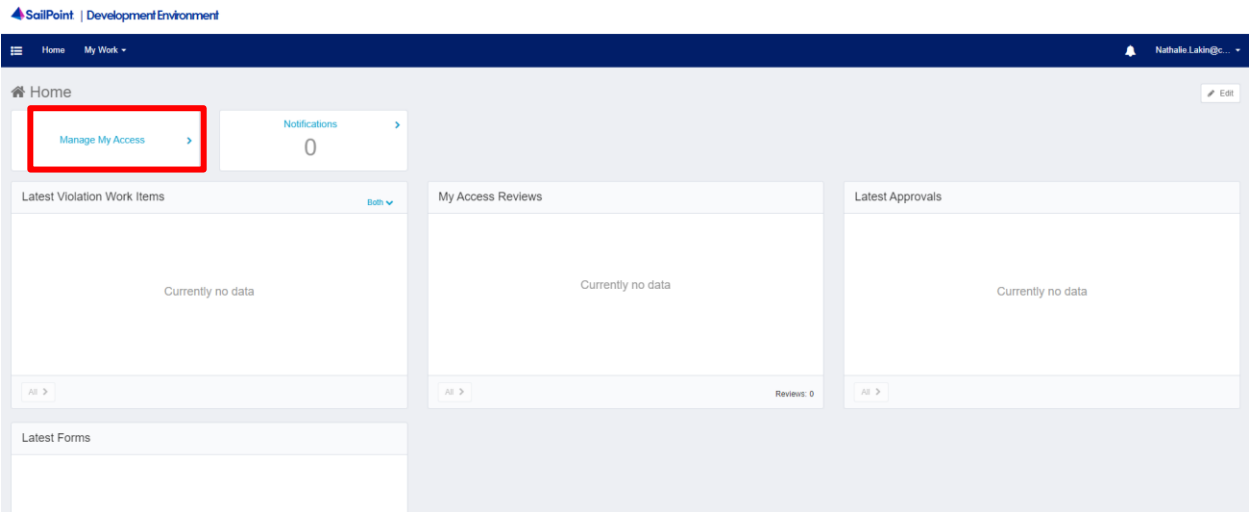 SailPoint. | Development Environment
Home My Work
Nathalie.Lakin@c...
Home
Edit
Manage My Access
Notifications
0
Latest Violation Work Items
Both
My Access Reviews
Latest Approvals
Currently no data
Currently no data
Currently no data
All
All
Reviews: 0
All
Latest Forms